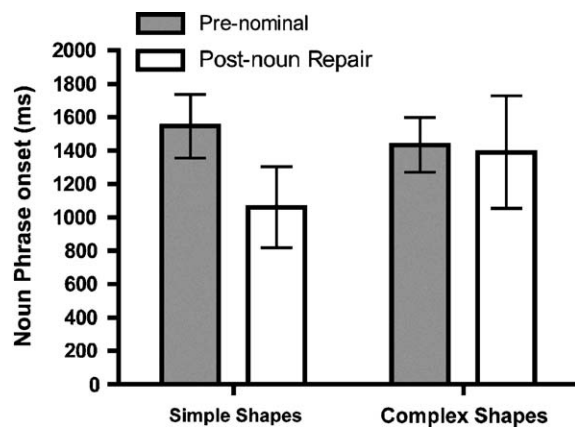 Pre-nominal
Post-noun Repair
Noun Phrase onset (ms)
2000
1800
1600
1400
1200
1000
800
600
400
200
0
Simple Shapes
Complex Shapes